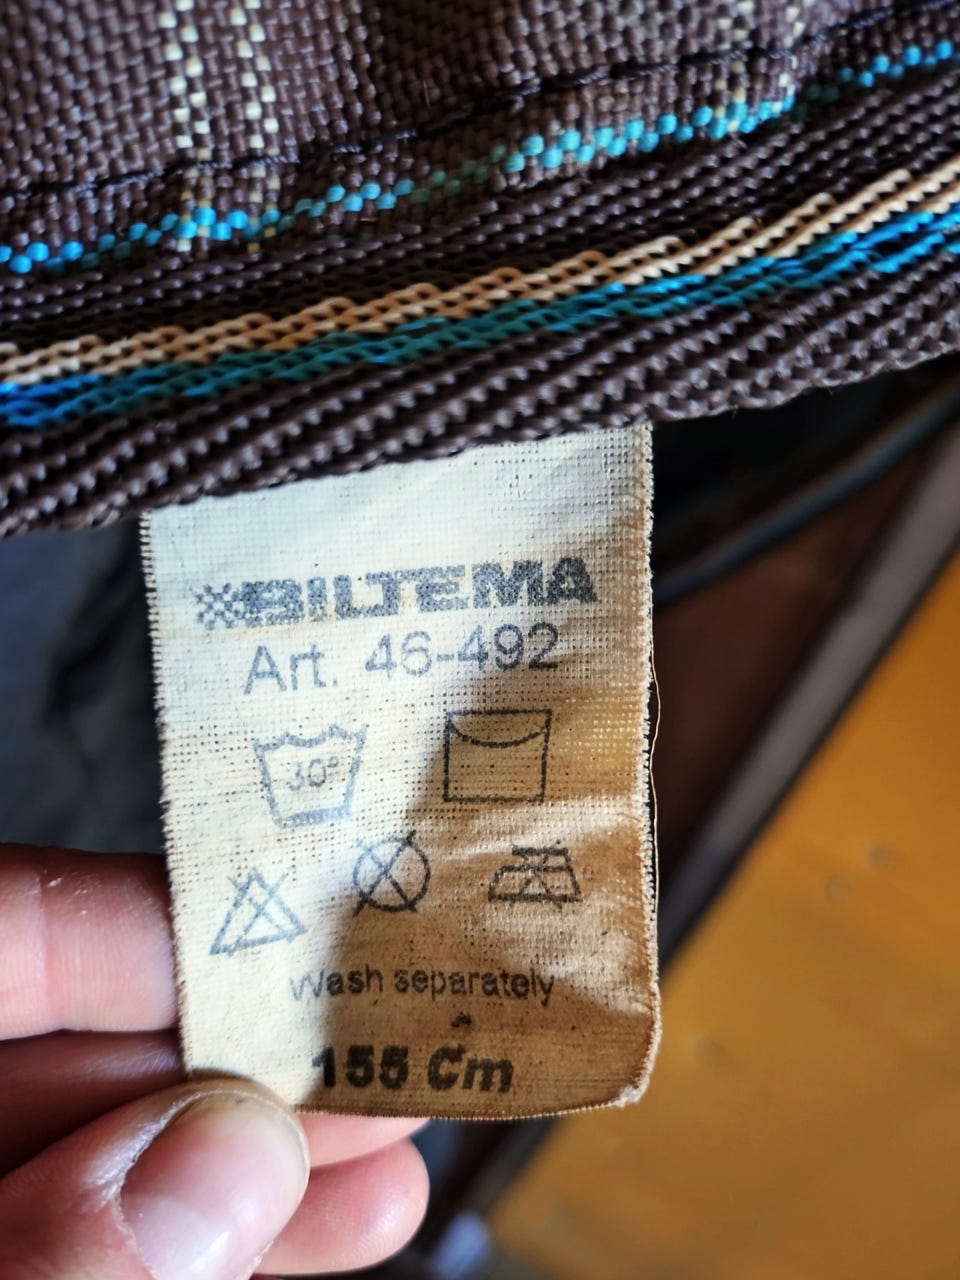 BILTEMA
Art. 46-492
30°
Wash separately
155 Cm